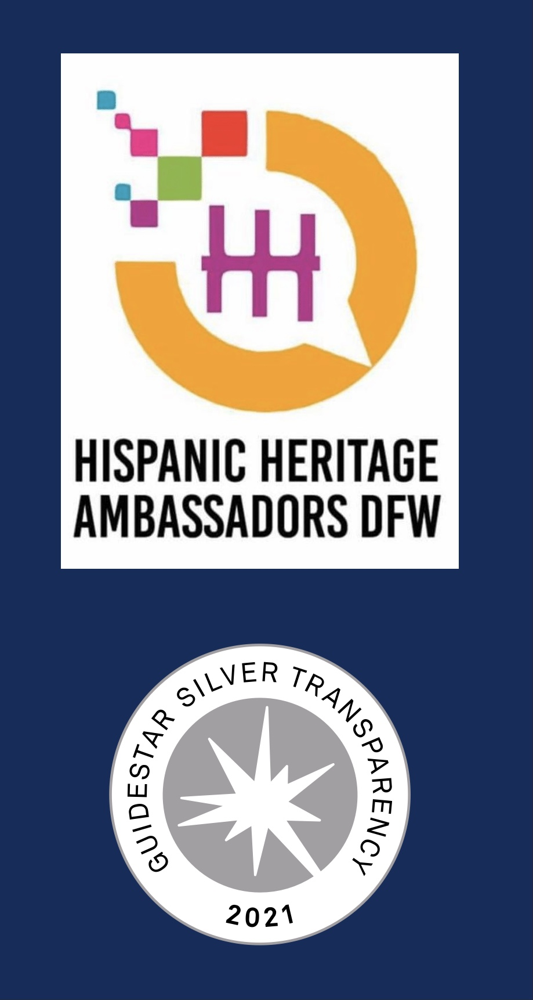 HISPANIC HERITAGE
AMBASSADORS DFW
GUIDESTAR SILVER TRANSPARENCY
2021